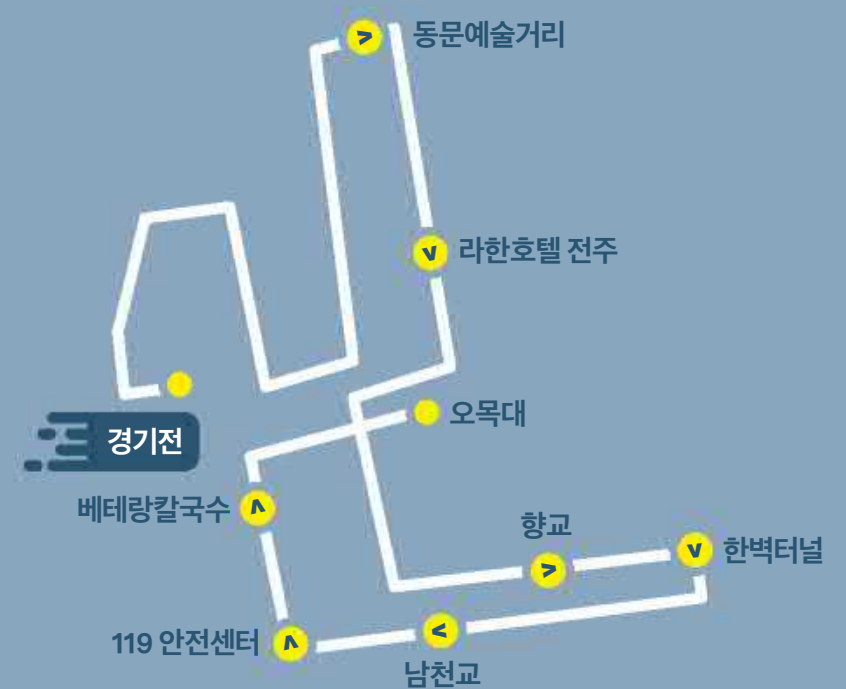 동문예술거리
라한호텔 전주
오목대
경기전
베테랑칼국수
향교
한벽터널
119 안전센터
남천교